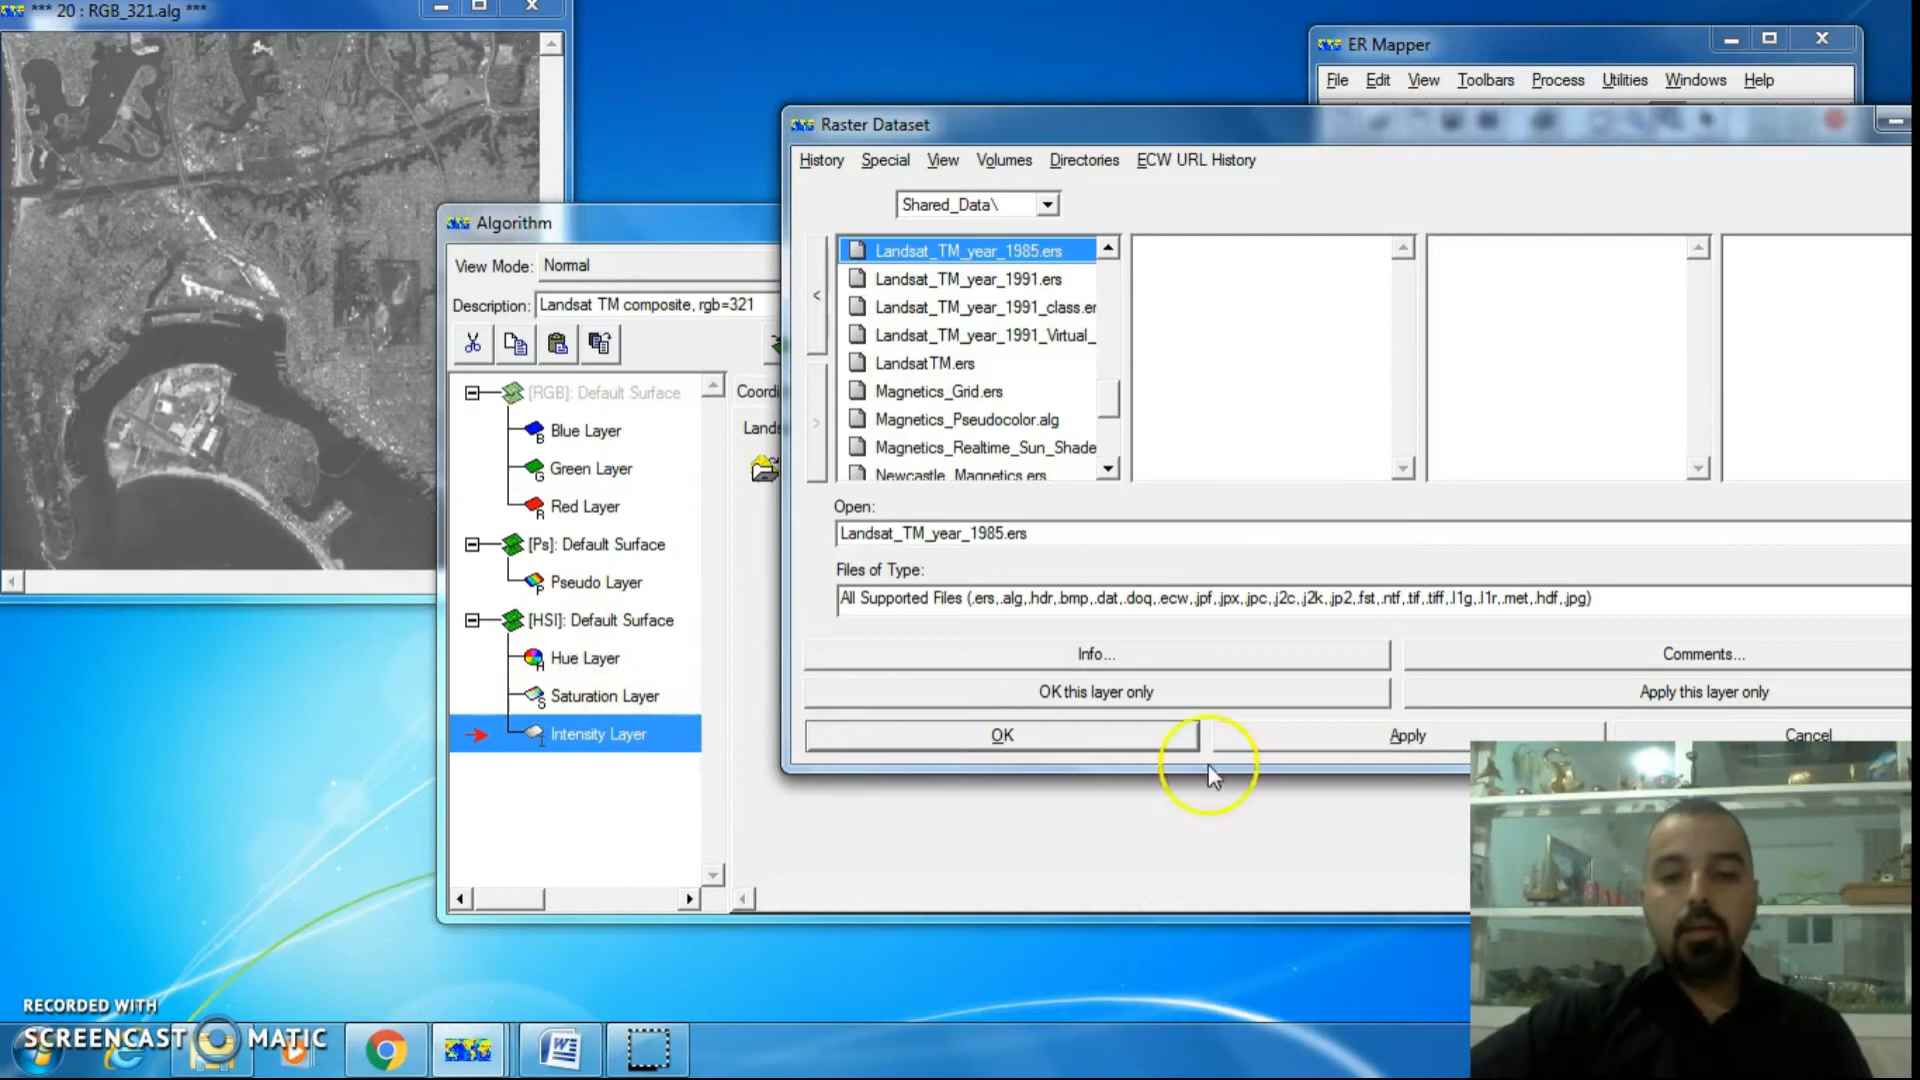 *** 20 : RGB_321.alg ***
ER Mapper
File Edit View Toolbars Process Utilities Windows Help
Raster Dataset
History Special View Volumes Directories ECW URL History
Shared_Data\
Landsat_TM_year_1985.ers
Landsat_TM_year_1991.ers
Landsat_TM_year_1991_class.er
Landsat_TM_year_1991_Virtual_
LandsatTM.ers
Magnetics_Grid.ers
Magnetics_Pseudocolor.alg
Magnetics_Realtime_Sun_Shade
Newcastle_Magnetics.ers
<
>
Open:
Landsat_TM_year_1985.ers
Files of Type:
All Supported Files (.ers,.alg,.hdr,.bmp,.dat,.doq,.ecw,.jpf,.jpx,.jpc,.j2c,.j2k,.jp2,.fst,.ntf,.tif,.tiff,.l1g,.l1r,.met,.hdf,.jpg)
Info... Comments...
OK this layer only Apply this layer only
OK Apply Cancel
Algorithm
View Mode: Normal
Description: Landsat TM composite, rgb=321
[RGB]: Default Surface
Blue Layer
Green Layer
Red Layer
[Ps]: Default Surface
Pseudo Layer
[HSI]: Default Surface
Hue Layer
Saturation Layer
Intensity Layer
Coordi
Lands
RECORDED WITH
SCREENCAST MATIC